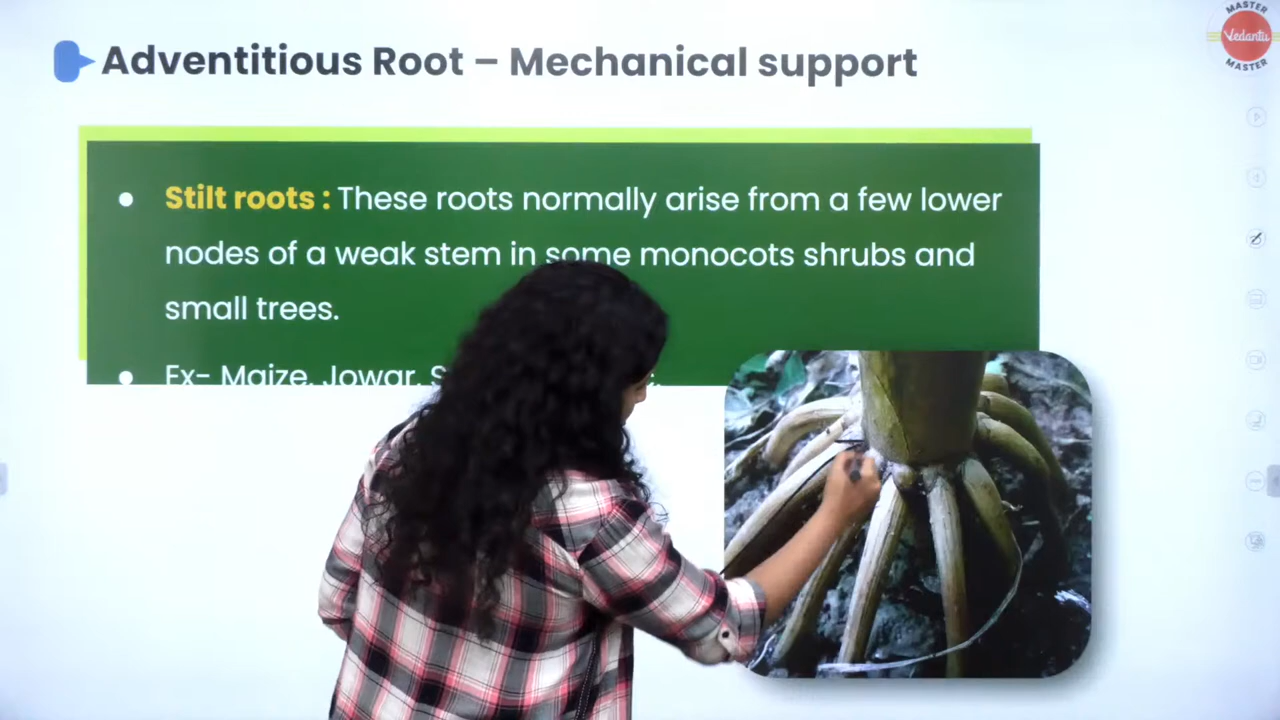 MASTER
Vedantu
MASTER
Adventitious Root – Mechanical support
Stilt roots : These roots normally arise from a few lower
nodes of a weak stem in some monocots shrubs and
small trees.
Ex- Maize, Jowar,